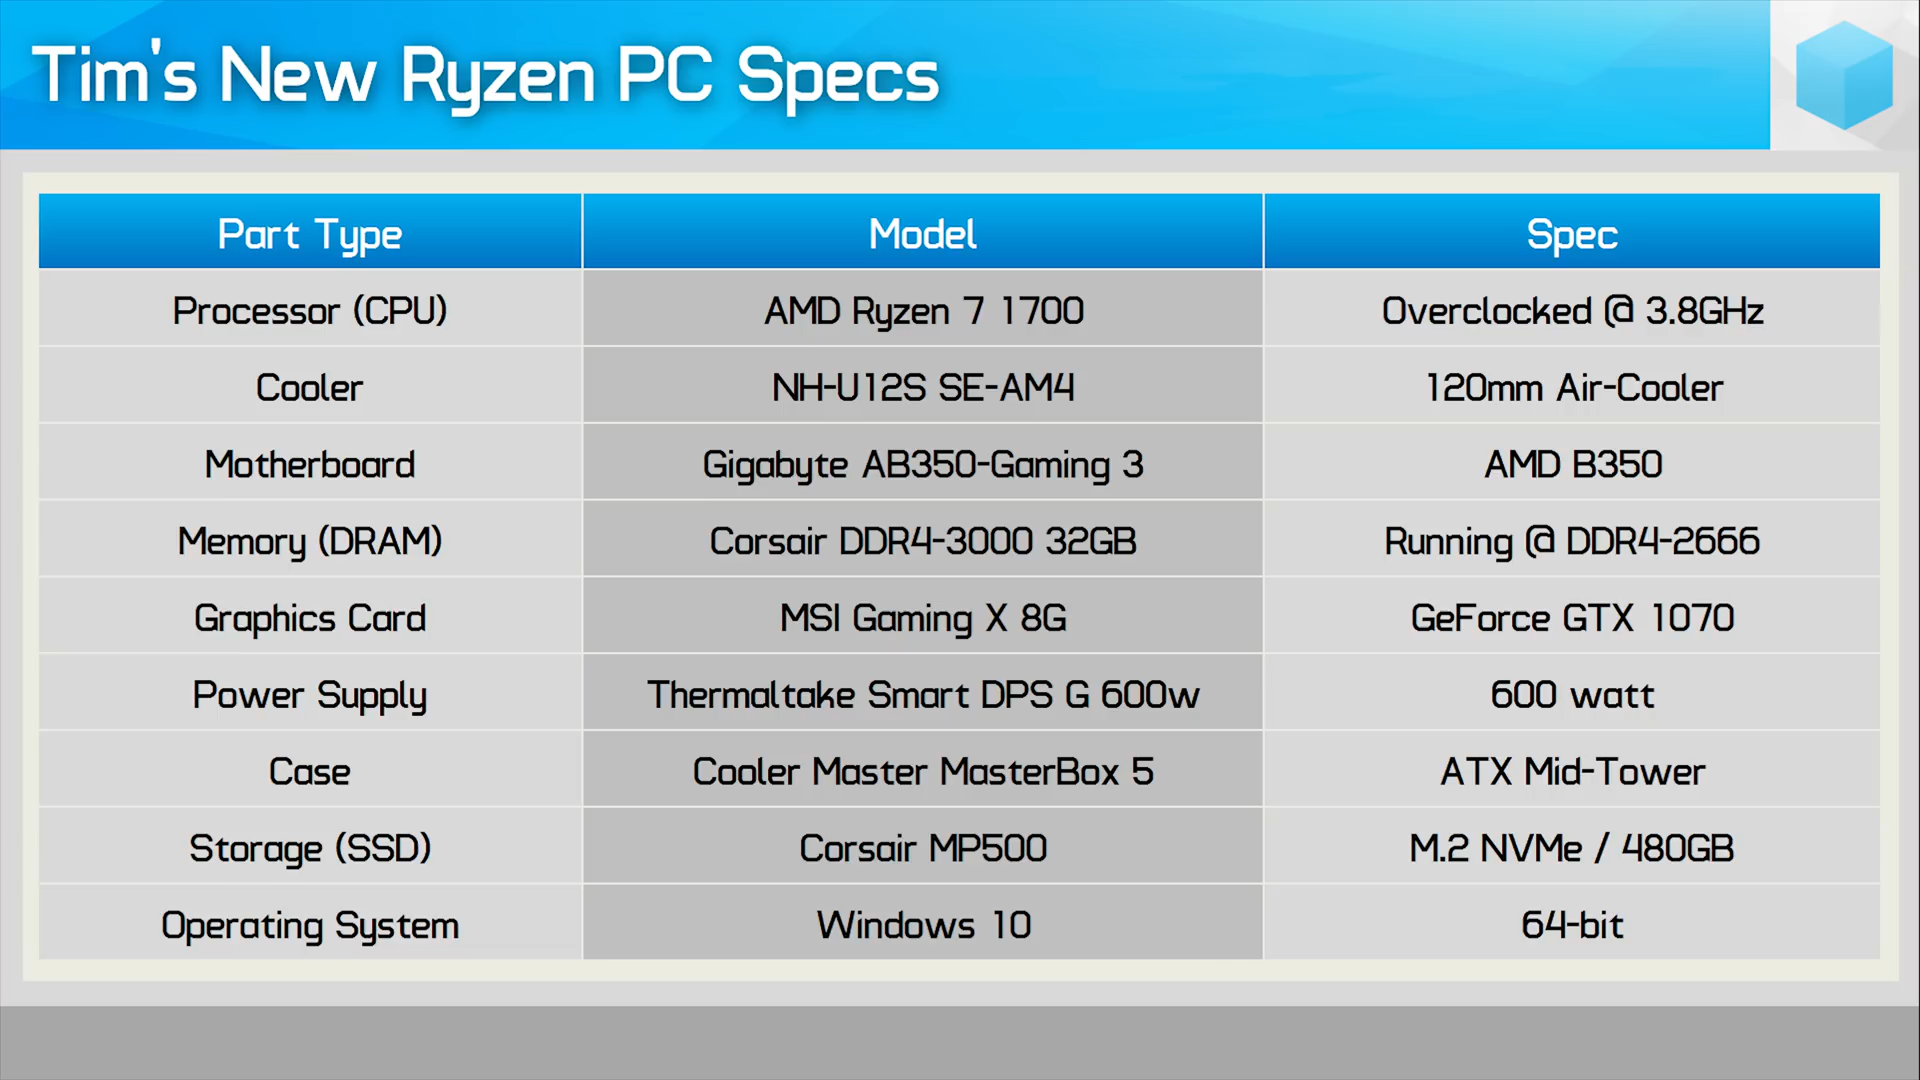 Tim's New Ryzen PC Specs
Part Type Model Spec
Processor (CPU) AMD Ryzen 7 1700 Overclocked @ 3.8GHz
Cooler NH-U12S SE-AM4 120mm Air-Cooler
Motherboard Gigabyte AB350-Gaming 3 AMD B350
Memory (DRAM) Corsair DDR4-3000 32GB Running @ DDR4-2666
Graphics Card MSI Gaming X 8G GeForce GTX 1070
Power Supply Thermaltake Smart DPS G 600w 600 watt
Case Cooler Master MasterBox 5 ATX Mid-Tower
Storage (SSD) Corsair MP500 M.2 NVMe / 480GB
Operating System Windows 10 64-bit